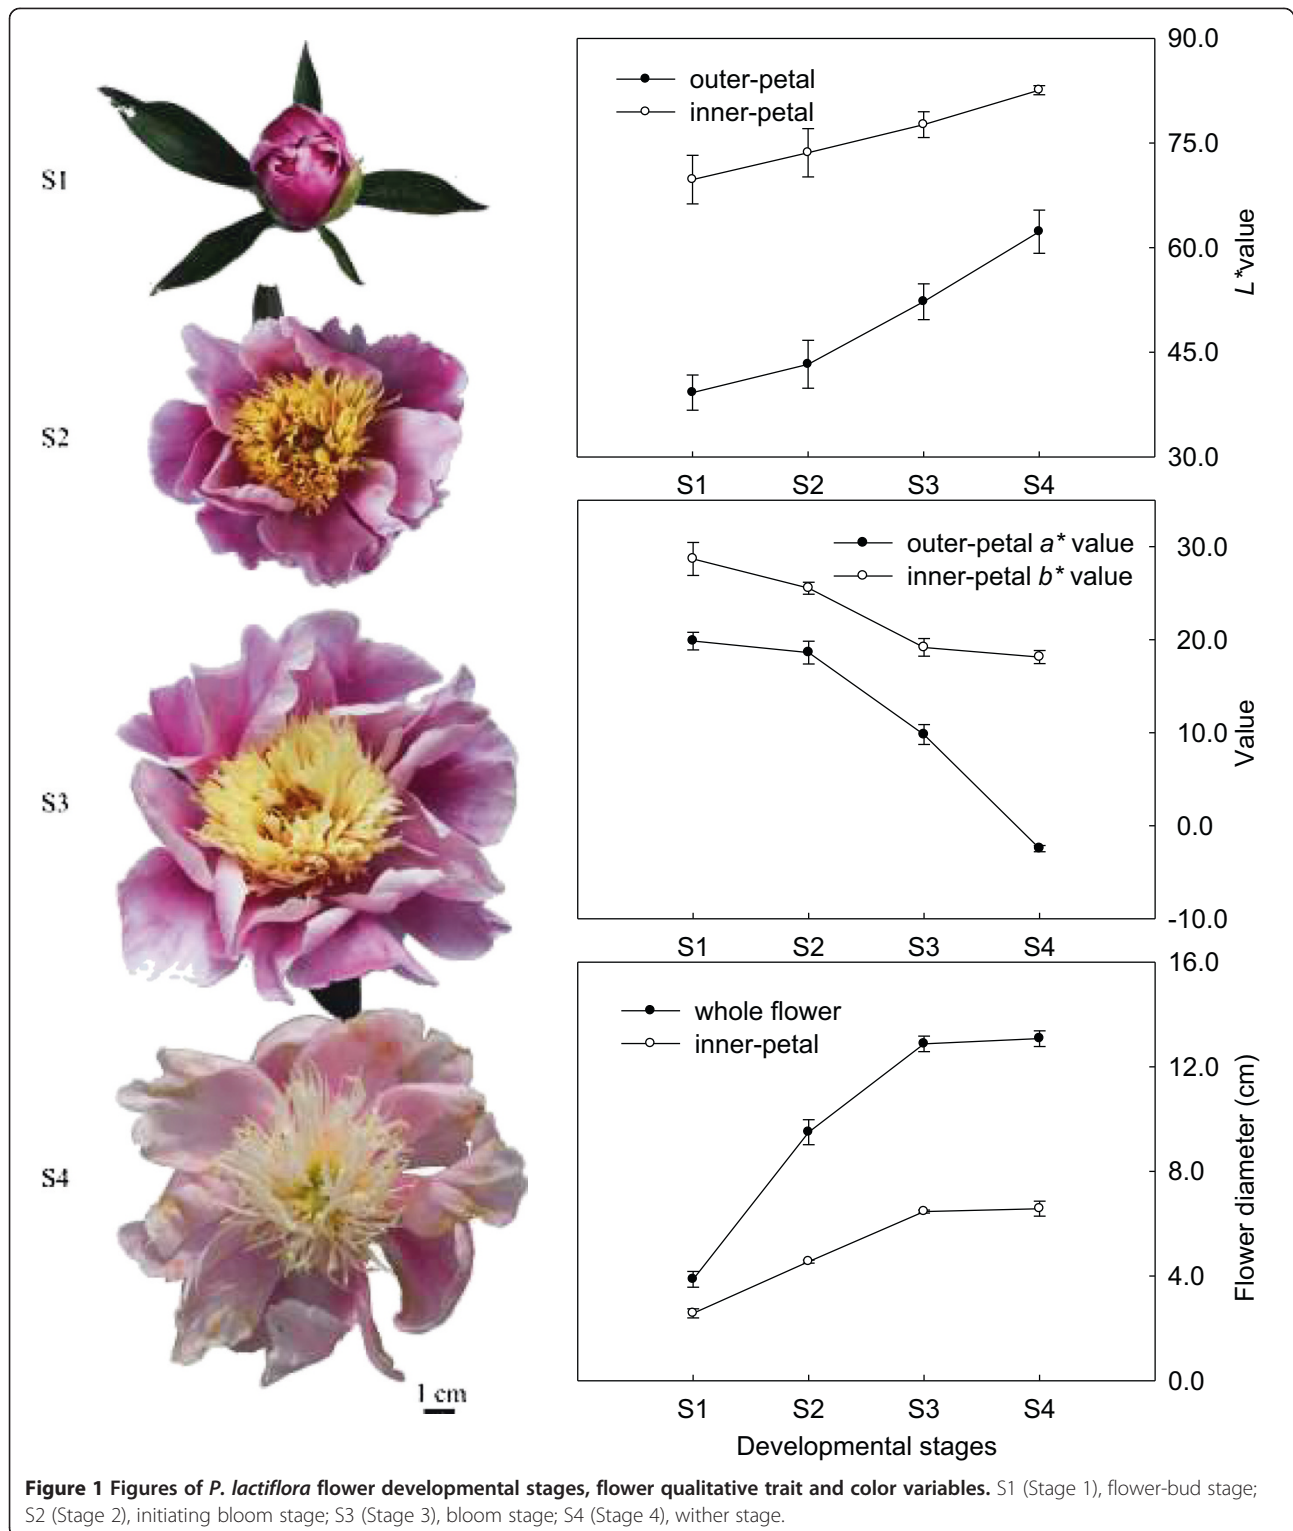 S1
S2
S3
S4
1 cm
outer-petal
inner-petal
90.0
75.0
60.0
45.0
30.0
L* value
S1 S2 S3 S4
outer-petal a* value
inner-petal b* value
30.0
20.0
10.0
0.0
-10.0
Value
S1 S2 S3 S4
whole flower
inner-petal
16.0
12.0
8.0
4.0
0.0
Flower diameter (cm)
S1 S2 S3 S4
Developmental stages
Figure 1 Figures of P. lactiflora flower developmental stages, flower qualitative trait and color variables. S1 (Stage 1), flower-bud stage;
S2 (Stage 2), initiating bloom stage; S3 (Stage 3), bloom stage; S4 (Stage 4), wither stage.